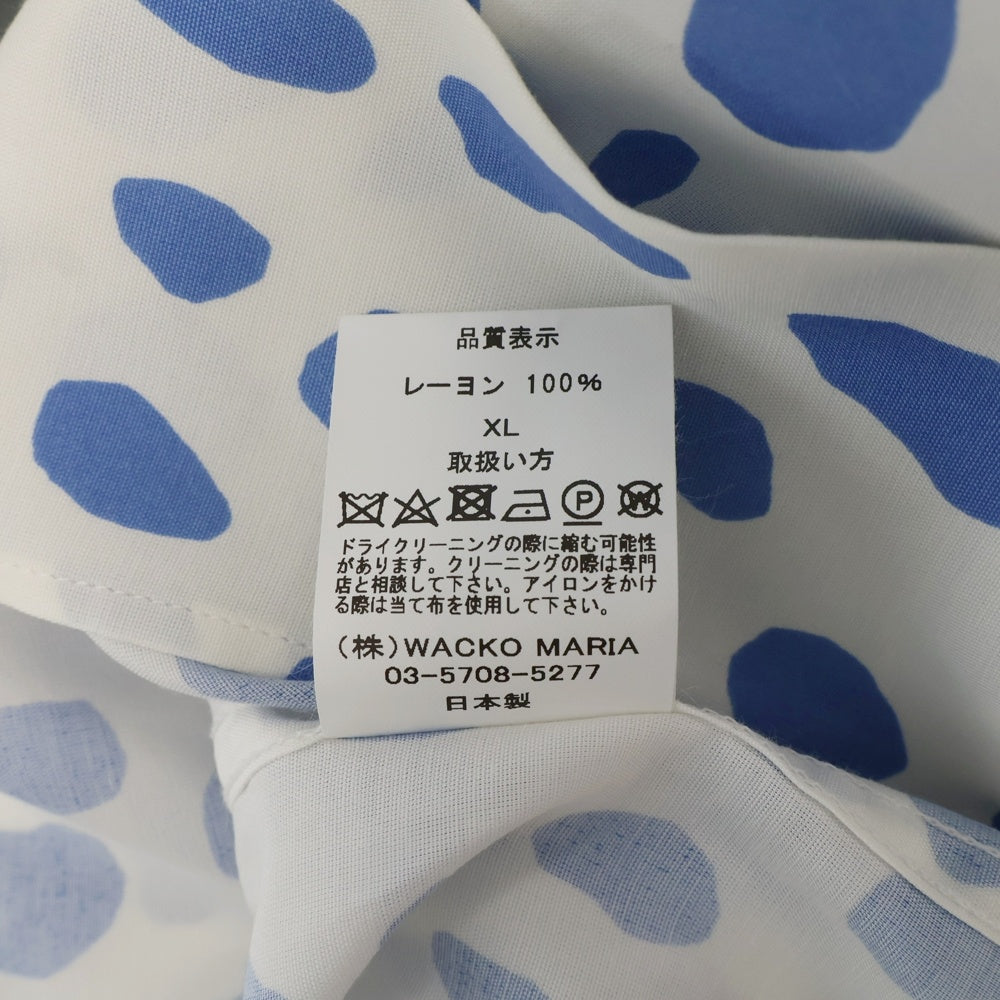 品質表示
レーヨン 100%
XL
取扱い方
P W
ドライクリーニングの際に縮む可能性
があります。クリーニングの際は専門
店と相談して下さい。アイロンをかけ
る際は当て布を使用して下さい。
(株)WACKO MARIA
03-5708-5277
日本製